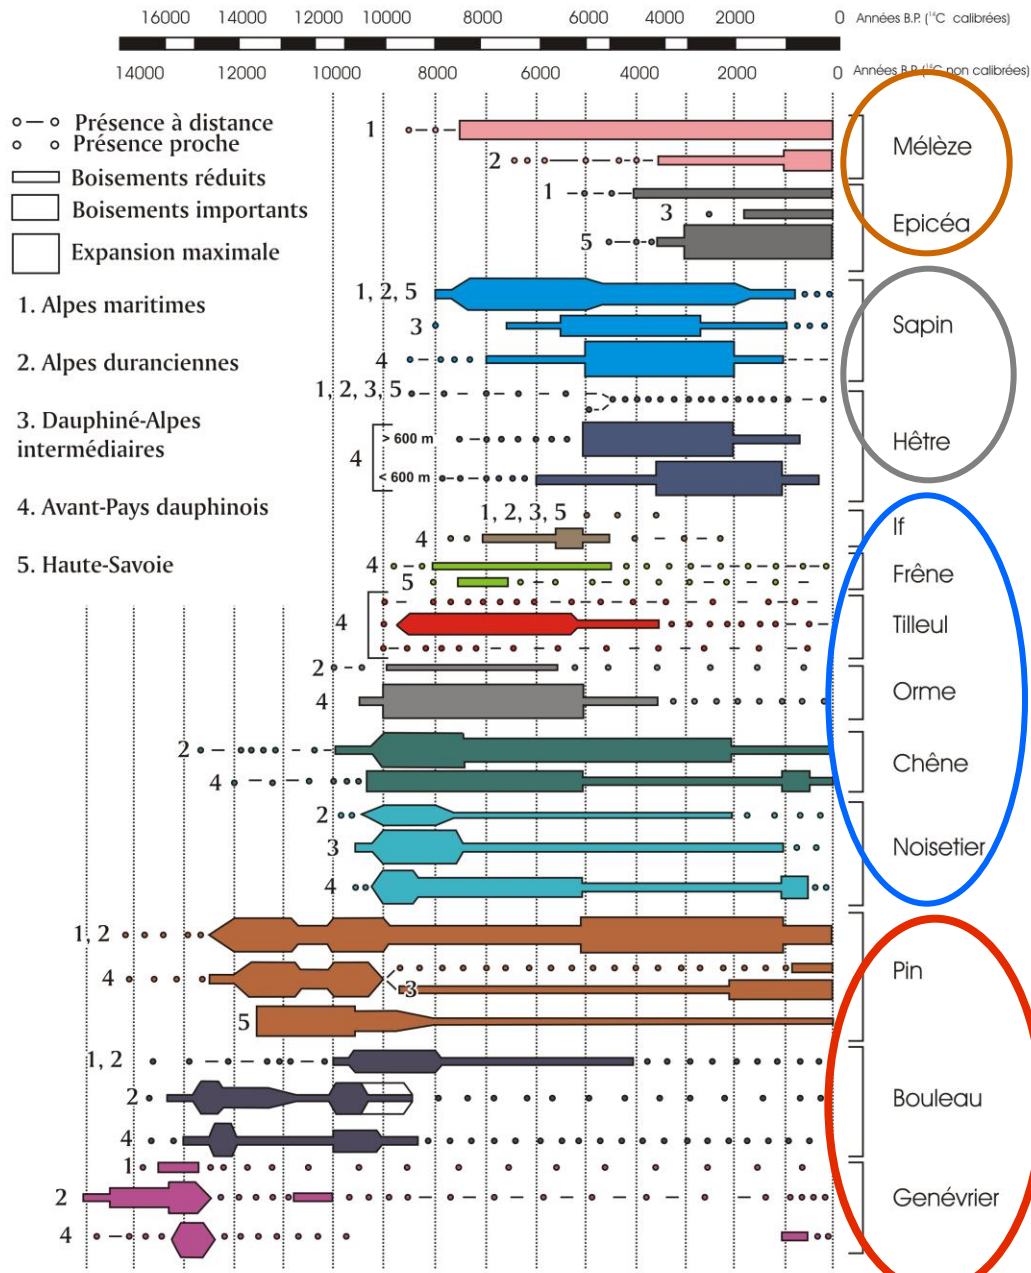 16000 14000 12000 10000 8000 6000 4000 2000 0 Années B.P. (¹⁴C calibrées)
14000 12000 10000 8000 6000 4000 2000 0 Années B.P. (¹⁴C non calibrées)
Présence à distance
Présence proche
Boisements réduits
Boisements importants
Expansion maximale
1. Alpes maritimes
2. Alpes duranciennes
3. Dauphiné-Alpes
intermédiaires
4. Avant-Pays dauphinois
5. Haute-Savoie
1
2
Mélèze
1
3
5
Epicéa
1, 2, 5
3
4
Sapin
1, 2, 3, 5
4
> 600 m
< 600 m
Hêtre
1, 2, 3, 5
4
If
4
5
Frêne
4
Tilleul
2
4
Orme
2
4
Chêne
2
3
4
Noisetier
1, 2
4
3
5
Pin
1, 2
2
4
Bouleau
1
2
4
Genévrier